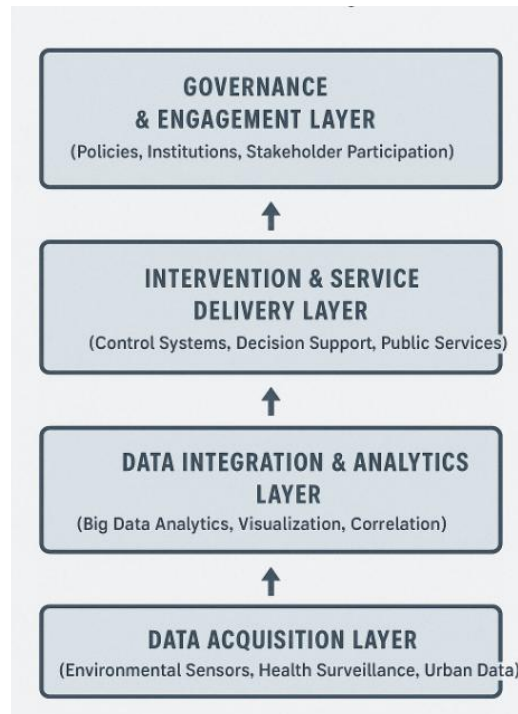 GOVERNANCE
& ENGAGEMENT LAYER
(Policies, Institutions, Stakeholder Participation)
INTERVENTION & SERVICE
DELIVERY LAYER
(Control Systems, Decision Support, Public Services)
DATA INTEGRATION & ANALYTICS
LAYER
(Big Data Analytics, Visualization, Correlation)
DATA ACQUISITION LAYER
(Environmental Sensors, Health Surveillance, Urban Data)